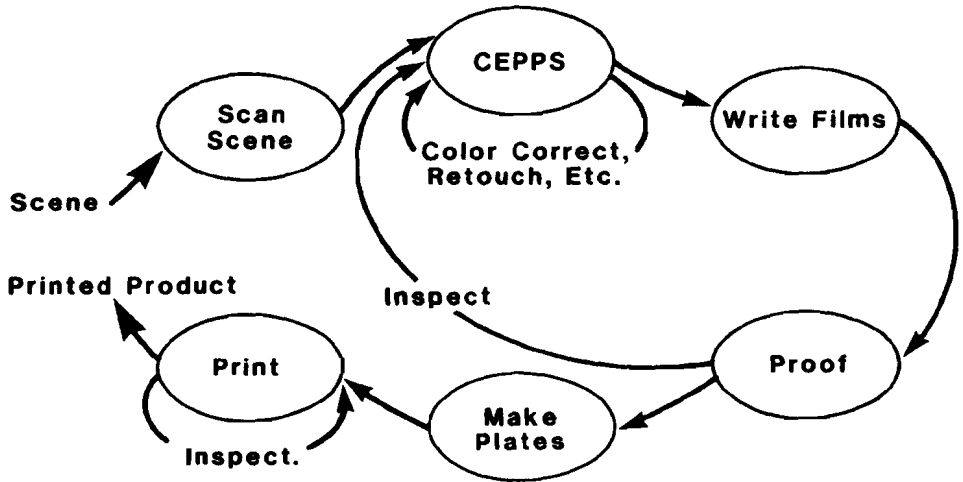 CEPPS
Scan
Scene
Write Films
Color Correct,
Retouch, Etc.
Scene
Printed Product
Inspect
Print
Proof
Make
Plates
Inspect.